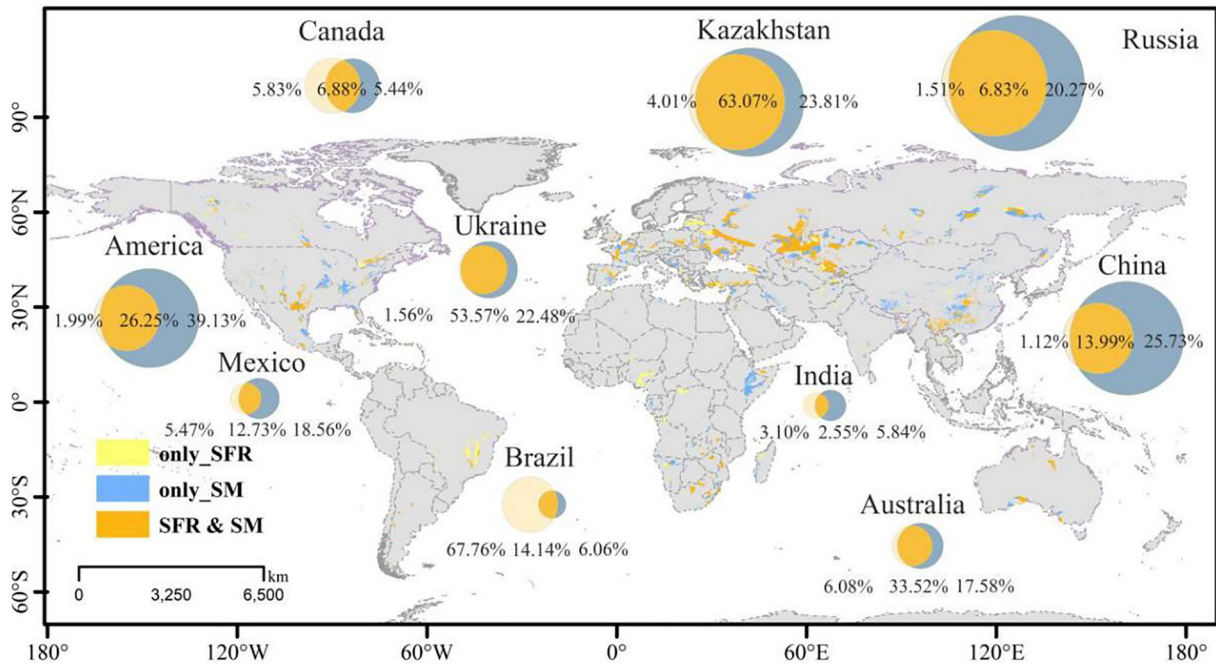 Canada
Kazakhstan
Russia
5.83% 6.88% 5.44%
4.01% 63.07% 23.81%
1.51% 6.83% 20.27%
90°
60°N
30°N
0°
30°S
60°S
America
1.99% 26.25% 39.13%
Ukraine
1.56% 53.57% 22.48%
China
1.12% 13.99% 25.73%
Mexico
5.47% 12.73% 18.56%
India
3.10% 2.55% 5.84%
Brazil
67.76% 14.14% 6.06%
Australia
6.08% 33.52% 17.58%
only_SFR
only_SM
SFR & SM
km
0 3,250 6,500
180° 120°W 60°W 0° 60°E 120°E 180°